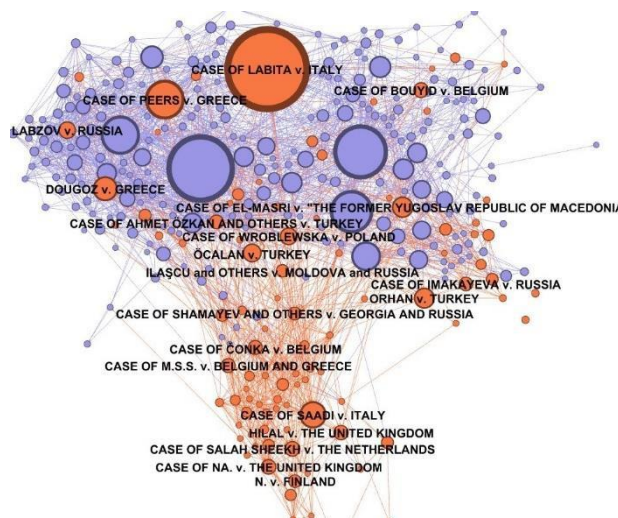 CASE OF LABITA v. ITALY
CASE OF BOUYID v. BELGIUM
CASE OF PEERS v. GREECE
LABZOV v. RUSSIA
DOUGOZ v. GREECE
CASE OF EL-MASRI v. "THE FORMER YUGOSLAV REPUBLIC OF MACEDONIA
CASE OF AHMET ÖZKAN AND OTHERS v. TURKEY
CASE OF WROBLEWSKA v. POLAND
ÖCALAN v. TURKEY
ILAŞCU and OTHERS v. MOLDOVA and RUSSIA
CASE OF IMAKAYEVA v. RUSSIA
ORHAN v. TURKEY
CASE OF SHAMAYEV AND OTHERS v. GEORGIA AND RUSSIA
CASE OF ČONKA v. BELGIUM
CASE OF M.S.S. v. BELGIUM AND GREECE
CASE OF SAADI v. ITALY
HILAL v. THE UNITED KINGDOM
CASE OF SALAH SHEEKH v. THE NETHERLANDS
CASE OF NA. v. THE UNITED KINGDOM
N. v. FINLAND